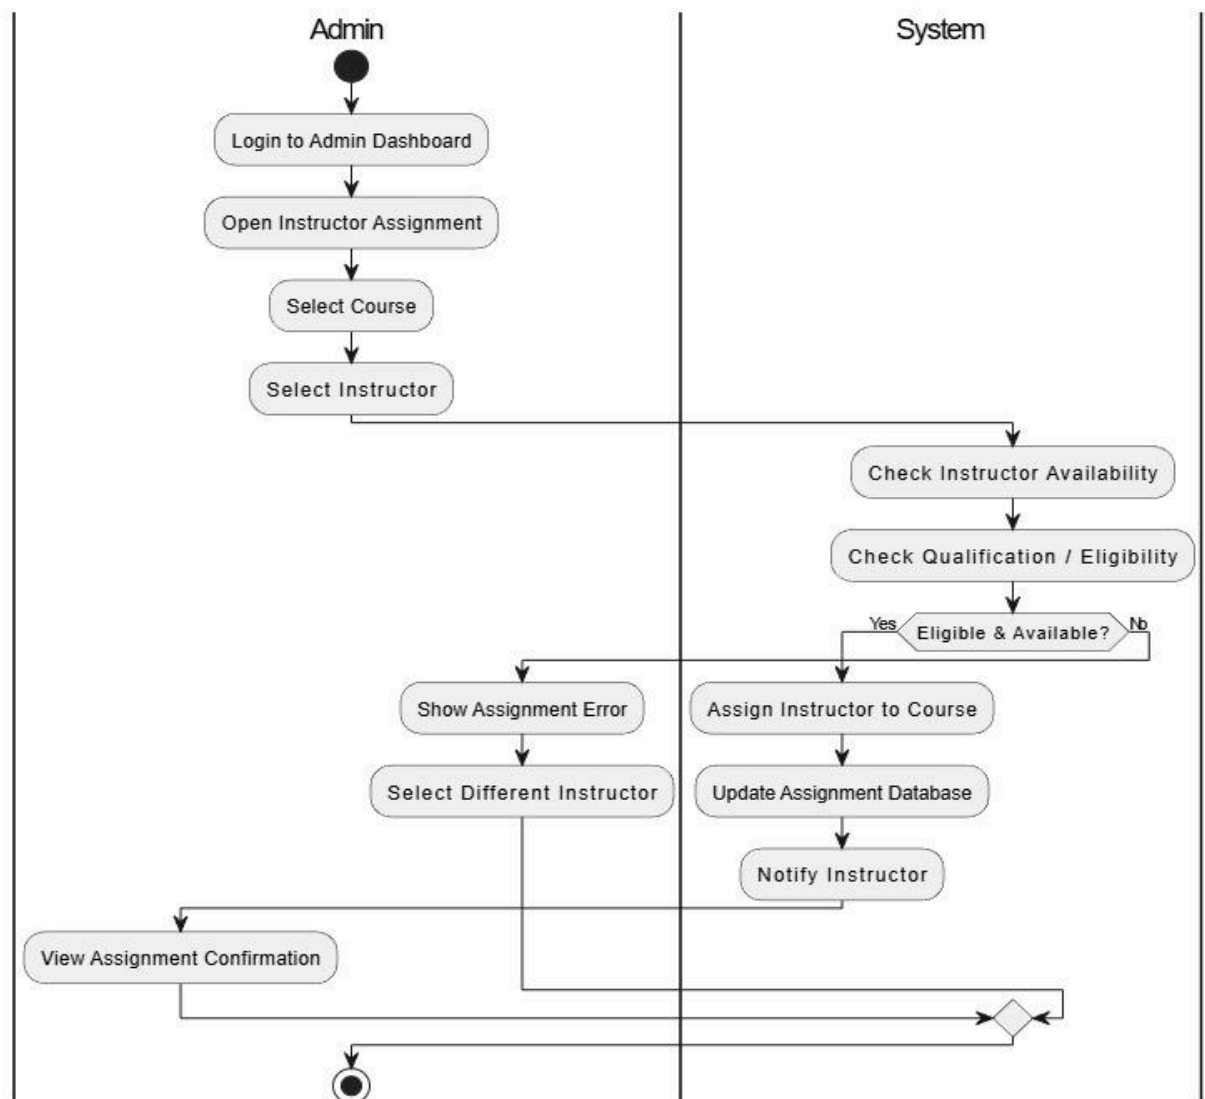 Admin
System
Login to Admin Dashboard
Open Instructor Assignment
Select Course
Select Instructor
Check Instructor Availability
Check Qualification / Eligibility
Yes
Eligible & Available?
No
Show Assignment Error
Assign Instructor to Course
Select Different Instructor
Update Assignment Database
Notify Instructor
View Assignment Confirmation